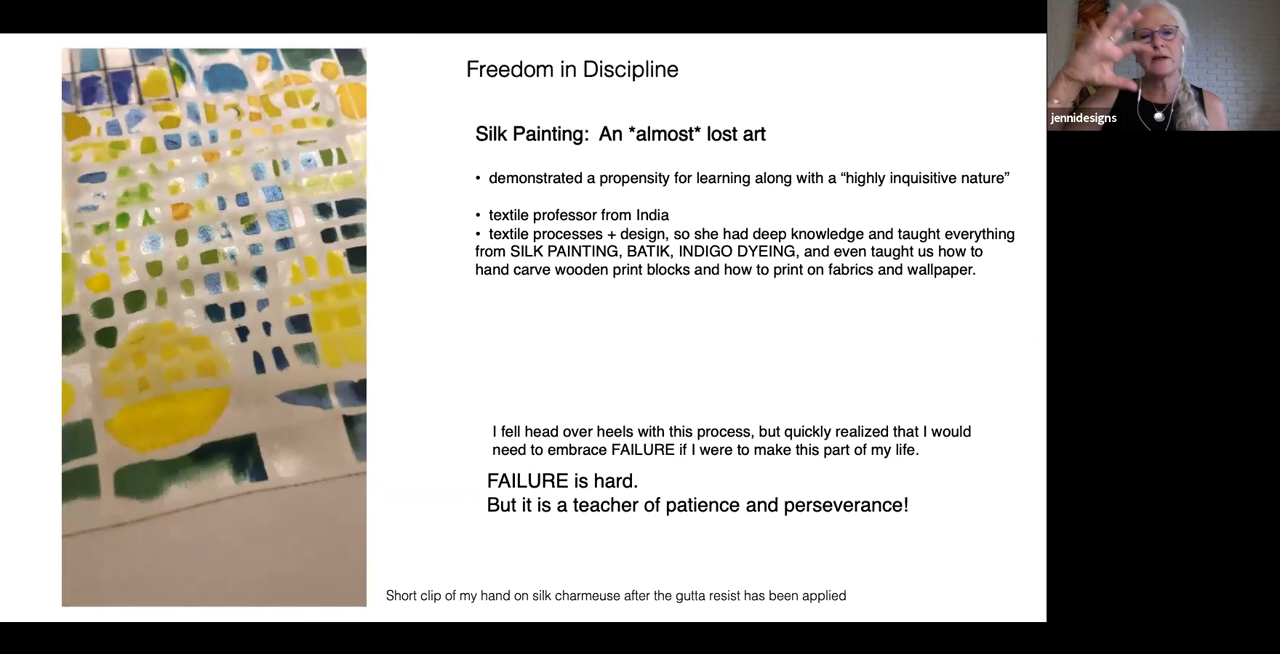 Freedom in Discipline
jennidesigns
Silk Painting:  An *almost* lost art
•  demonstrated a propensity for learning along with a “highly inquisitive nature”
•  textile professor from India
•  textile processes + design, so she had deep knowledge and taught everything
from SILK PAINTING, BATIK, INDIGO DYEING, and even taught us how to
hand carve wooden print blocks and how to print on fabrics and wallpaper.
I fell head over heels with this process, but quickly realized that I would
need to embrace FAILURE if I were to make this part of my life.
FAILURE is hard.
But it is a teacher of patience and perseverance!
Short clip of my hand on silk charmeuse after the gutta resist has been applied